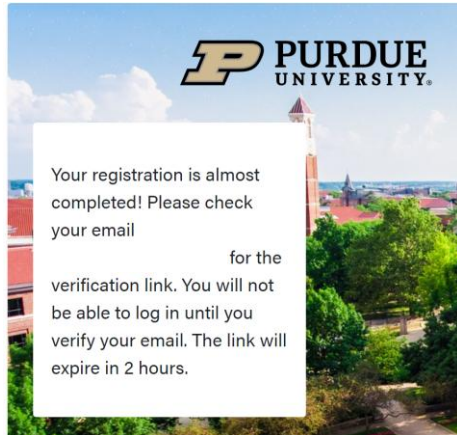 PURDUE
UNIVERSITY®
Your registration is almost
completed! Please check
your email
for the
verification link. You will not
be able to log in until you
verify your email. The link will
expire in 2 hours.